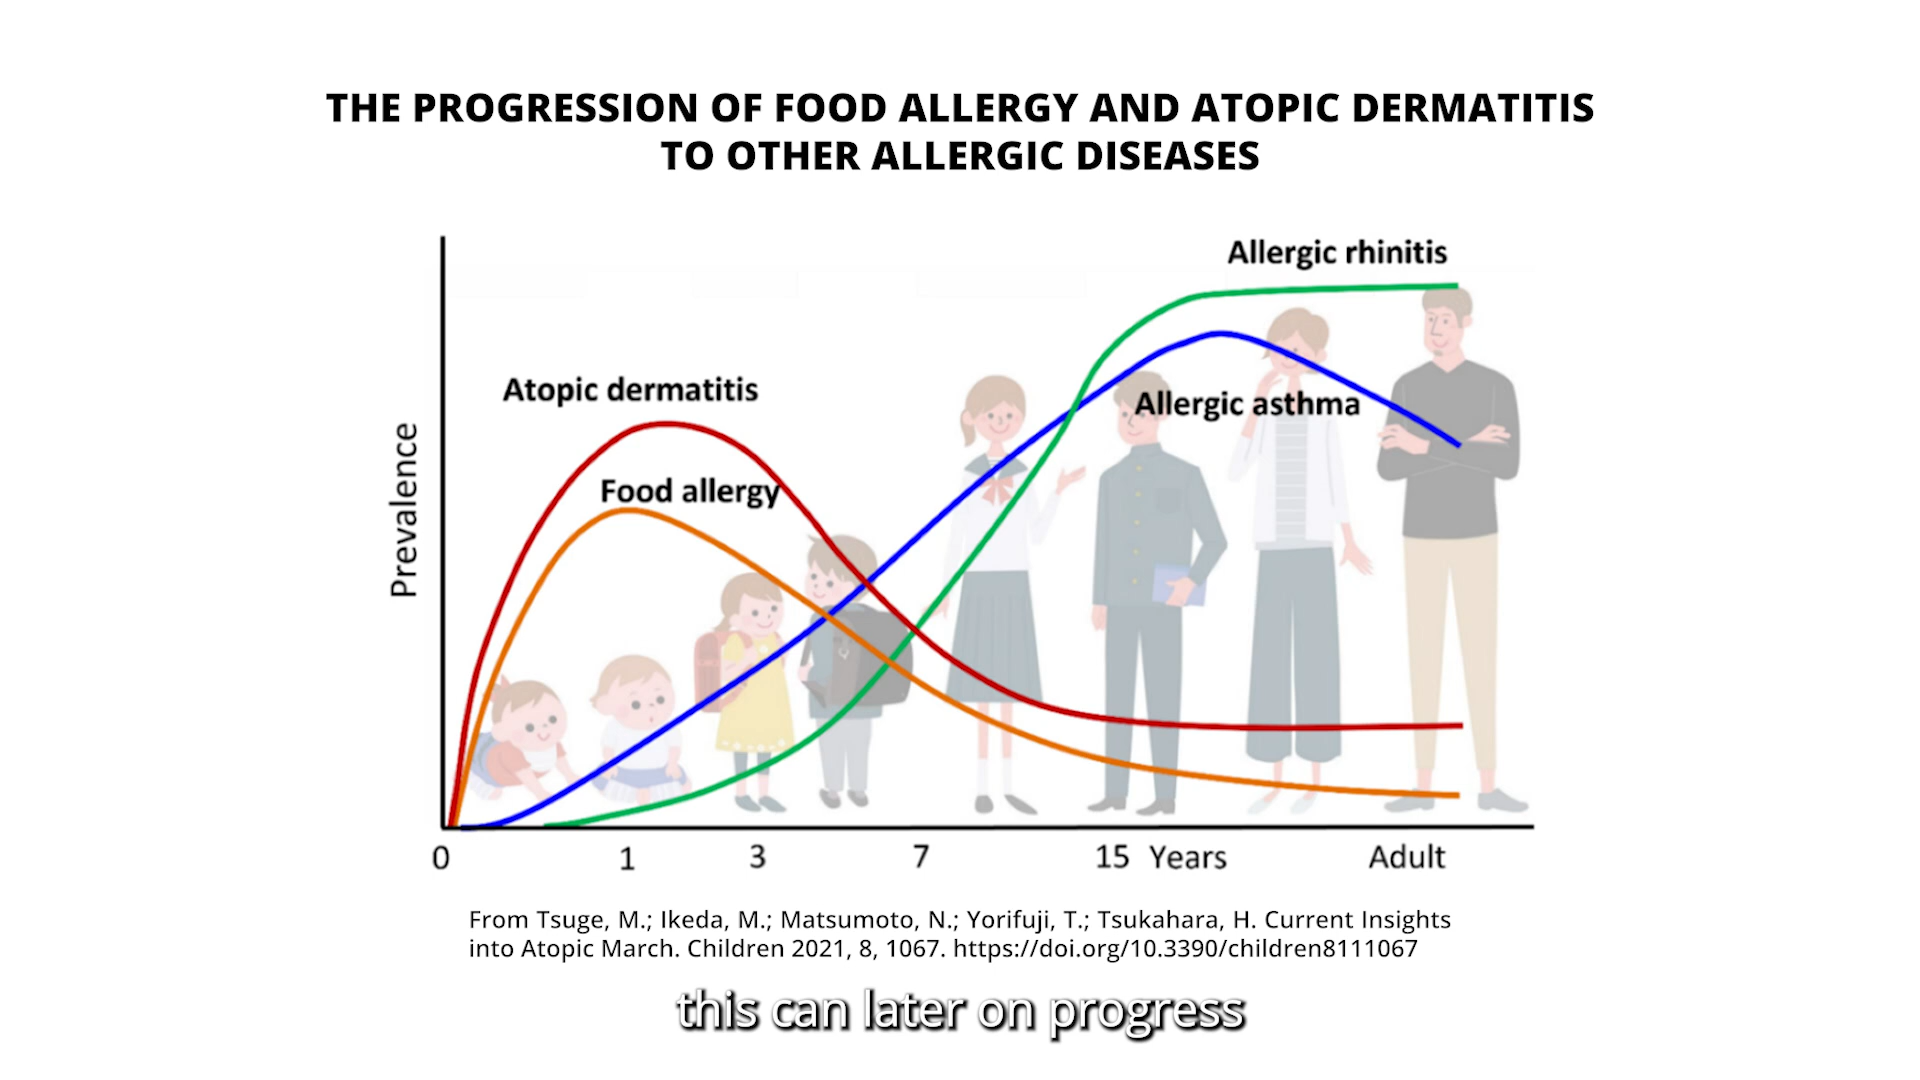 THE PROGRESSION OF FOOD ALLERGY AND ATOPIC DERMATITIS
TO OTHER ALLERGIC DISEASES
Allergic rhinitis
Atopic dermatitis
Allergic asthma
Food allergy
Prevalence
0 1 3 7 15 Years Adult
From Tsuge, M.; Ikeda, M.; Matsumoto, N.; Yorifuji, T.; Tsukahara, H. Current Insights
into Atopic March. Children 2021, 8, 1067. https://doi.org/10.3390/children8111067
this can later on progress